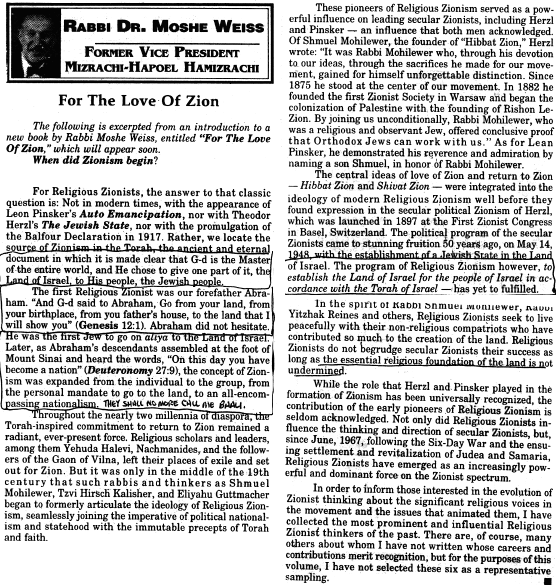 RABBI DR. MOSHE WEISS
FORMER VICE PRESIDENT
MIZRACHI-HAPOEL HAMIZRACHI
For The Love Of Zion
The following is excerpted from an introduction to a
new book by Rabbi Moshe Weiss, entitled "For The Love
Of Zion," which will appear soon.
When did Zionism begin?
For Religious Zionists, the answer to that classic
question is: Not in modern times, with the appearance of
Leon Pinsker's Auto Emancipation, nor with Theodor
Herzl's The Jewish State, nor with the promulgation of
the Balfour Declaration in 1917. Rather, we locate the
source of Zionism in the Torah, the ancient and eternal
document in which it is made clear that G-d is the Master
of the entire world, and He chose to give one part of it, the
Land of Israel, to His people, the Jewish people.
The first Religious Zionist was our forefather Abra-
ham. "And G-d said to Abraham, Go from your land, from
your birthplace, from you father's house, to the land that I
will show you" (Genesis 12:1). Abraham did not hesitate.
He was the first Jew to go on aliya to the Land of Israel.
Later, as Abraham's descendants assembled at the foot of
Mount Sinai and heard the words, "On this day you have
become a nation" (Deuteronomy 27:9), the concept of Zion-
ism was expanded from the individual to the group, from
the personal mandate to go to the land, to an all-encom-
passing nationalism. THEY SHALL NO MORE CALL ME BAALI.
Throughout the nearly two millennia of diaspora, the
Torah-inspired commitment to return to Zion remained a
radiant, ever-present force. Religious scholars and leaders,
among them Yehuda Halevi, Nachmanides, and the follow-
ers of the Gaon of Vilna, left their places of exile and set
out for Zion. But it was only in the middle of the 19th
century that such rabbis and thinkers as Shmuel
Mohilewer, Tzvi Hirsch Kalisher, and Eliyahu Guttmacher
began to formerly articulate the ideology of Religious Zion-
ism, seamlessly joining the imperative of political national-
ism and statehood with the immutable precepts of Torah
and faith.
These pioneers of Religious Zionism served as a pow-
erful influence on leading secular Zionists, including Herzl
and Pinsker — an influence that both men acknowledged.
Of Shmuel Mohilewer, the founder of "Hibbat Zion," Herzl
wrote: "It was Rabbi Mohilewer who, through his devotion
to our ideas, through the sacrifices he made for our move-
ment, gained for himself unforgettable distinction. Since
1875 he stood at the center of our movement. In 1882 he
founded the first Zionist Society in Warsaw and began the
colonization of Palestine with the founding of Rishon Le-
Zion. By joining us unconditionally, Rabbi Mohilewer, who
was a religious and observant Jew, offered conclusive proof
that Orthodox Jews can work with us." As for Lean
Pinsker, he demonstrated his reverence and admiration by
naming a son Shmuel, in honor of Rabbi Mohilewer.
The central ideas of love of Zion and return to Zion
— Hibbat Zion and Shivat Zion — were integrated into the
ideology of modern Religious Zionism well before they
found expression in the secular political Zionism of Herzl,
which was launched in 1897 at the First Zionist Congress
in Basel, Switzerland. The political program of the secular
Zionists came to stunning fruition 50 years ago, on May 14,
1948, with the establishment of a Jewish State in the Land
of Israel. The program of Religious Zionism however, to
establish the Land of Israel for the people of Israel in ac-
cordance with the Torah of Israel — has yet to fulfilled.
In the spirit of Rabbi Shmuel Mohilewer, Rabbi
Yitzhak Reines and others, Religious Zionists seek to live
peacefully with their non-religious compatriots who have
contributed so much to the creation of the land. Religious
Zionists do not begrudge secular Zionists their success as
long as the essential religious foundation of the land is not
undermined.
While the role that Herzl and Pinsker played in the
formation of Zionism has been universally recognized, the
contribution of the early pioneers of Religious Zionism is
seldom acknowledged. Not only did Religious Zionists in-
fluence the thinking and direction of secular Zionists, but,
since June, 1967, following the Six-Day War and the ensu-
ing settlement and revitalization of Judea and Samaria,
Religious Zionists have emerged as an increasingly pow-
erful and dominant force on the Zionist spectrum.
In order to inform those interested in the evolution of
Zionist thinking about the significant religious voices in
the movement and the issues that animated them, I have
collected the most prominent and influential Religious
Zionist thinkers of the past. There are, of course, many
others about whom I have not written whose careers and
contributions merit recognition, but for the purposes of this
volume, I have not selected these six as a representative
sampling.